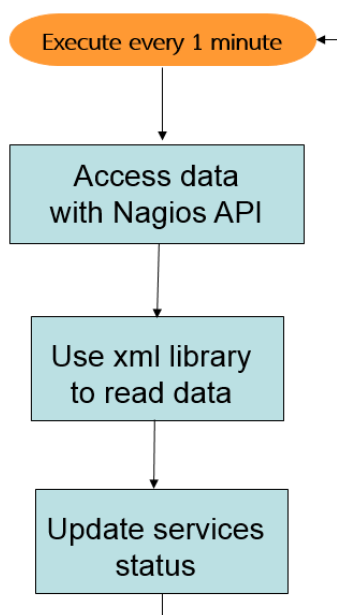 Execute every 1 minute
Access data
with Nagios API
Use xml library
to read data
Update services
status